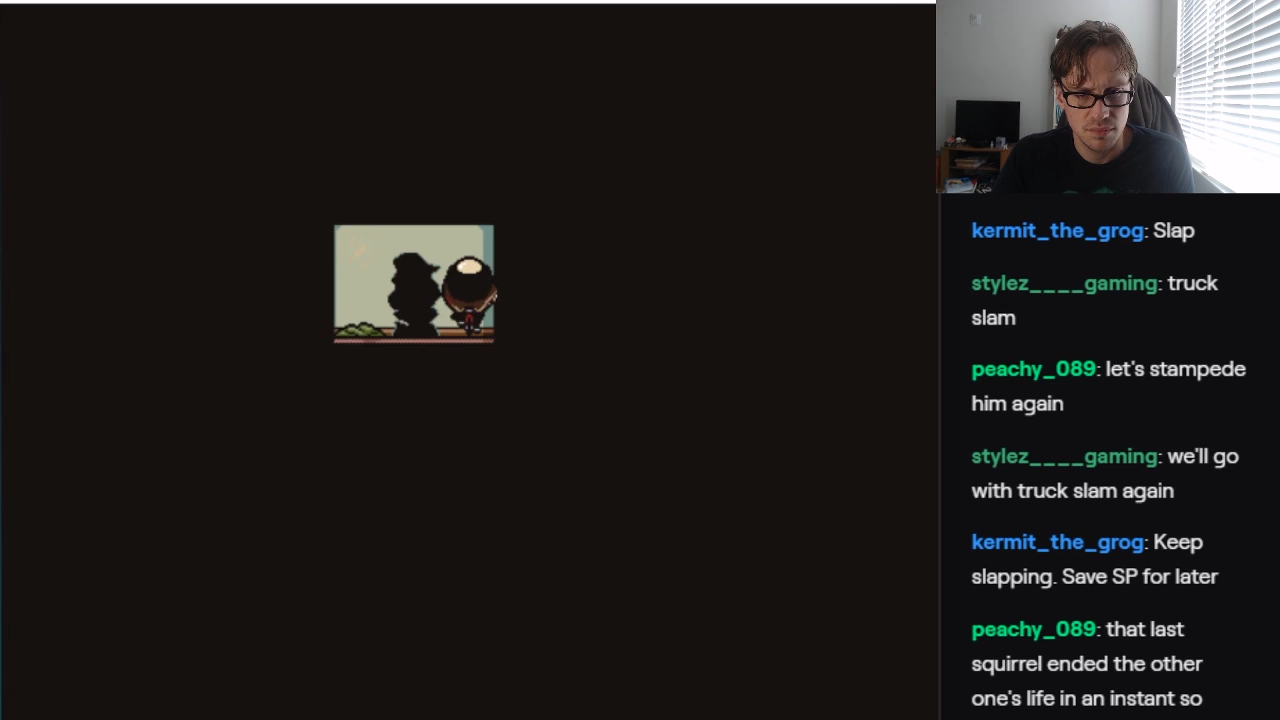 kermit_the_grog: Slap
stylez____gaming: truck
slam
peachy_089: let's stampede
him again
stylez____gaming: we'll go
with truck slam again
kermit_the_grog: Keep
slapping. Save SP for later
peachy_089: that last
squirrel ended the other
one's life in an instant so